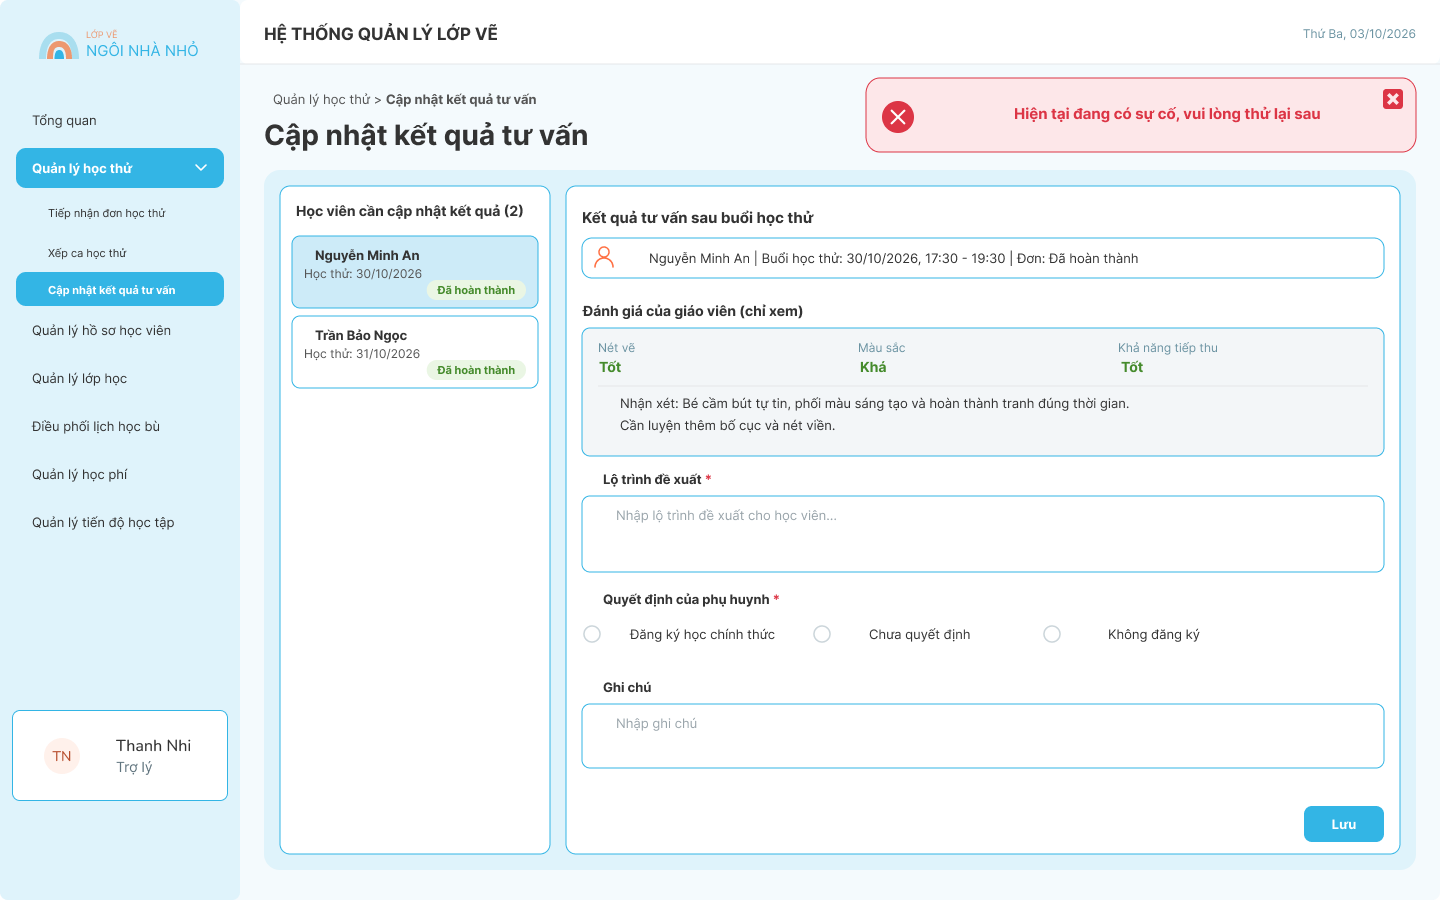 LỚP VẼ
NGÔI NHÀ NHỎ
Tổng quan
Quản lý học thử
Tiếp nhận đơn học thử
Xếp ca học thử
Cập nhật kết quả tư vấn
Quản lý hồ sơ học viên
Quản lý lớp học
Điều phối lịch học bù
Quản lý học phí
Quản lý tiến độ học tập
TN
Thanh Nhi
Trợ lý
HỆ THỐNG QUẢN LÝ LỚP VẼ
Thứ Ba, 03/10/2026
Quản lý học thử > Cập nhật kết quả tư vấn
Cập nhật kết quả tư vấn
Hiện tại đang có sự cố, vui lòng thử lại sau
Học viên cần cập nhật kết quả (2)
Nguyễn Minh An
Học thử: 30/10/2026
Đã hoàn thành
Trần Bảo Ngọc
Học thử: 31/10/2026
Đã hoàn thành
Kết quả tư vấn sau buổi học thử
Nguyễn Minh An | Buổi học thử: 30/10/2026, 17:30 - 19:30 | Đơn: Đã hoàn thành
Đánh giá của giáo viên (chỉ xem)
Nét vẽ Màu sắc Khả năng tiếp thu
Tốt Khá Tốt
Nhận xét: Bé cầm bút tự tin, phối màu sáng tạo và hoàn thành tranh đúng thời gian.
Cần luyện thêm bố cục và nét viền.
Lộ trình đề xuất *
Nhập lộ trình đề xuất cho học viên...
Quyết định của phụ huynh *
Đăng ký học chính thức Chưa quyết định Không đăng ký
Ghi chú
Nhập ghi chú
Lưu